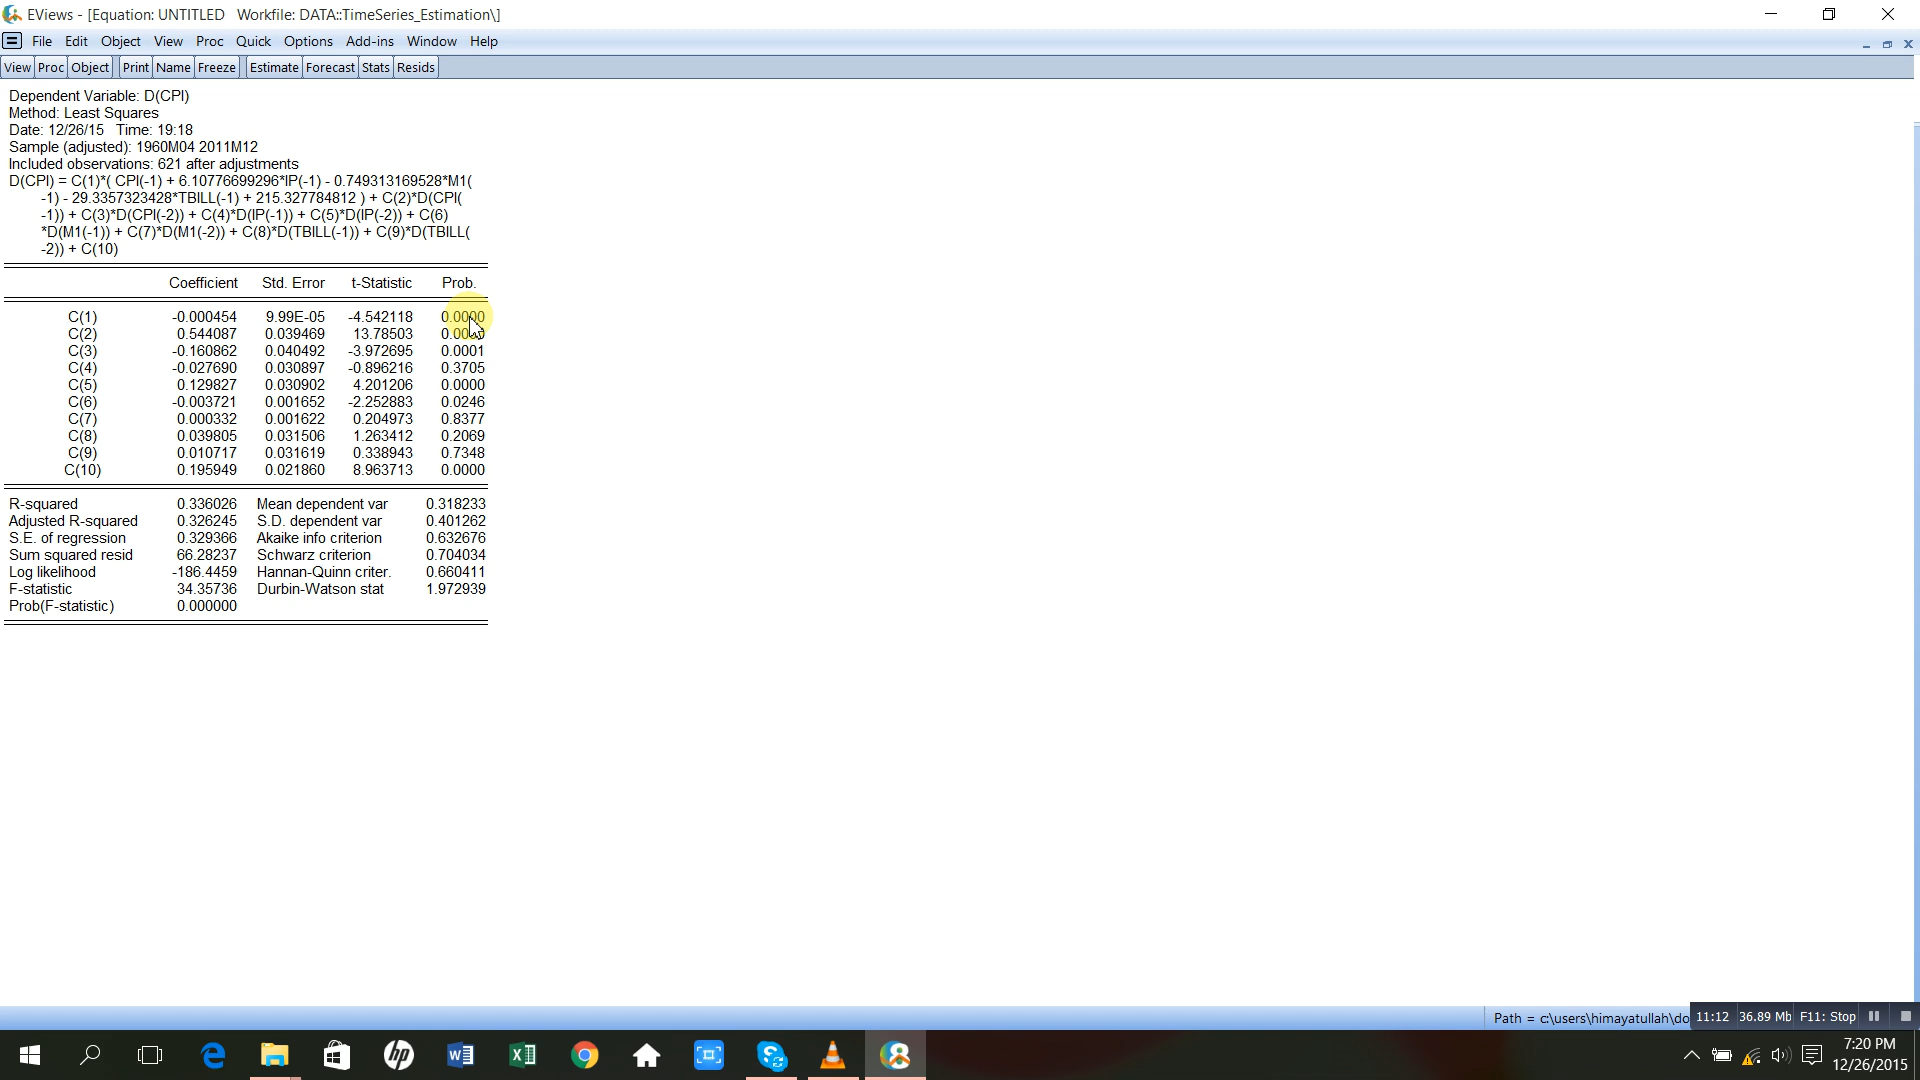 EViews - [Equation: UNTITLED   Workfile: DATA::TimeSeries_Estimation\]
File Edit Object View Proc Quick Options Add-ins Window Help
View Proc Object Print Name Freeze Estimate Forecast Stats Resids
Dependent Variable: D(CPI)
Method: Least Squares
Date: 12/26/15   Time: 19:18
Sample (adjusted): 1960M04 2011M12
Included observations: 621 after adjustments
D(CPI) = C(1)*( CPI(-1) + 6.10776699296*IP(-1) - 0.749313169528*M1(
-1) - 29.3357323428*TBILL(-1) + 215.327784812 ) + C(2)*D(CPI(
-1)) + C(3)*D(CPI(-2)) + C(4)*D(IP(-1)) + C(5)*D(IP(-2)) + C(6)
*D(M1(-1)) + C(7)*D(M1(-2)) + C(8)*D(TBILL(-1)) + C(9)*D(TBILL(
-2)) + C(10)
Coefficient Std. Error t-Statistic Prob.
C(1) -0.000454 9.99E-05 -4.542118 0.0000
C(2) 0.544087 0.039469 13.78503
C(3) -0.160862 0.040492 -3.972695 0.0001
C(4) -0.027690 0.030897 -0.896216 0.3705
C(5) 0.129827 0.030902 4.201206 0.0000
C(6) -0.003721 0.001652 -2.252883 0.0246
C(7) 0.000332 0.001622 0.204973 0.8377
C(8) 0.039805 0.031506 1.263412 0.2069
C(9) 0.010717 0.031619 0.338943 0.7348
C(10) 0.195949 0.021860 8.963713 0.0000
R-squared 0.336026 Mean dependent var 0.318233
Adjusted R-squared 0.326245 S.D. dependent var 0.401262
S.E. of regression 0.329366 Akaike info criterion 0.632676
Sum squared resid 66.28237 Schwarz criterion 0.704034
Log likelihood -186.4459 Hannan-Quinn criter. 0.660411
F-statistic 34.35736 Durbin-Watson stat 1.972939
Prob(F-statistic) 0.000000
Path = c:\users\himayatullah\do 11:12 36.89 Mb F11: Stop
7:20 PM
12/26/2015